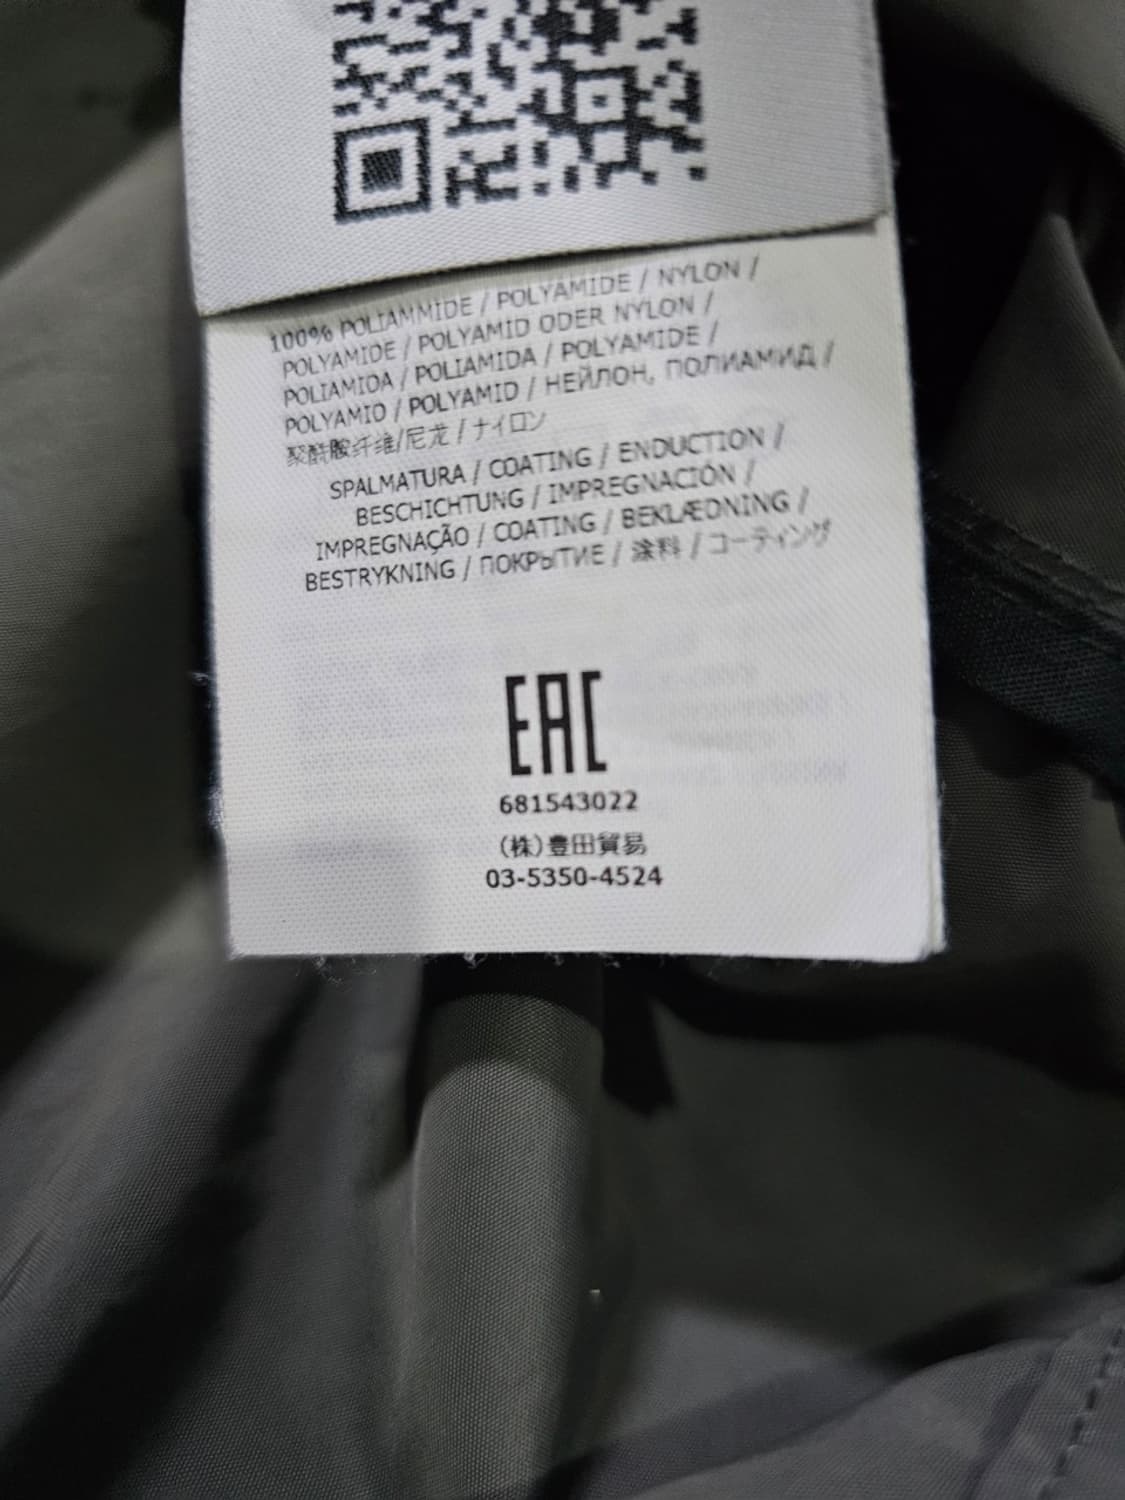 100% POLIAMMIDE / POLYAMIDE / NYLON /
POLYAMIDE / POLYAMID ODER NYLON /
POLIAMIDA / POLIAMIDA / POLYAMIDE /
POLYAMID / POLYAMID / НЕЙЛОН, ПОЛИАМИД /
聚酰胺纤维/尼龙 / ナイロン
SPALMATURA / COATING / ENDUCTION /
BESCHICHTUNG / IMPREGNACIÓN /
IMPREGNAÇÃO / COATING / BEKLÆDNING /
BESTRYKNING / ПОКРЫТИЕ / 涂料 / コーティング
EAC
681543022
(株)豊田貿易
03-5350-4524